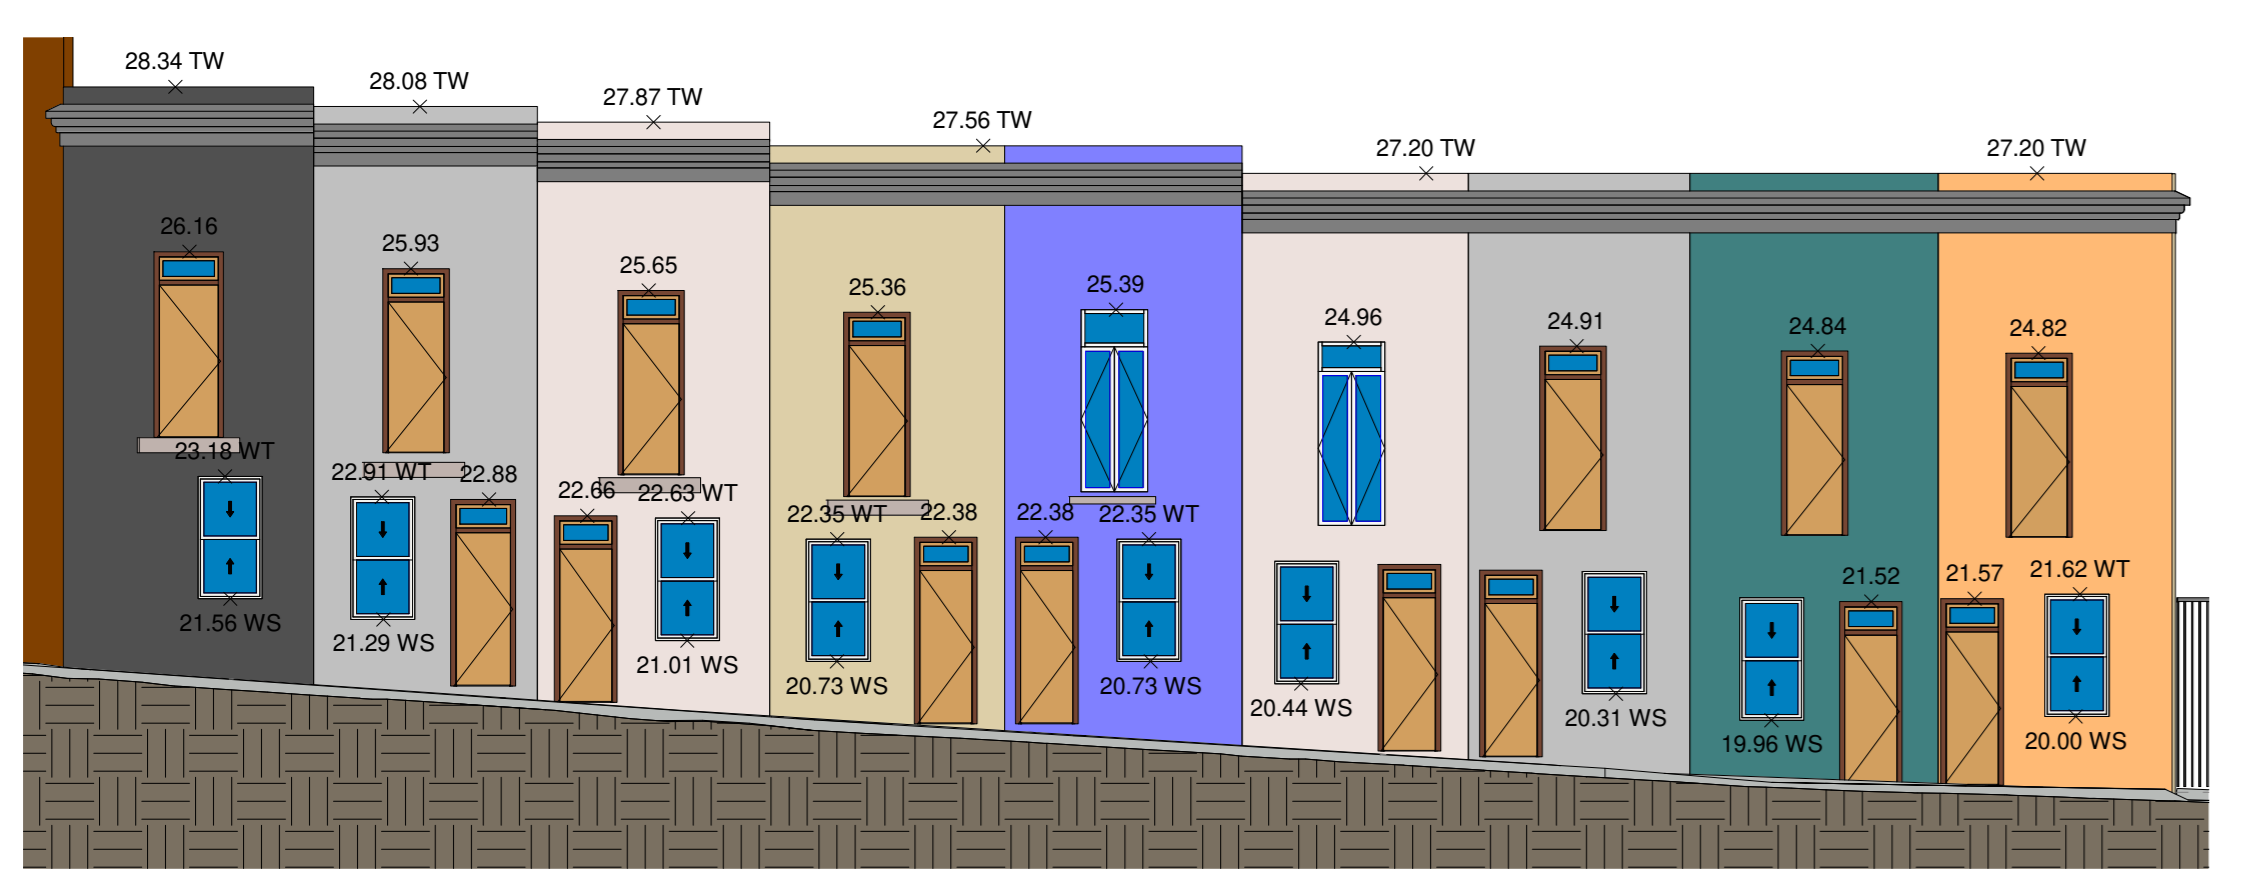 28.34 TW
28.08 TW
27.87 TW
27.56 TW
27.20 TW
27.20 TW
26.16
25.93
25.65
25.36
25.39
24.96
24.91
24.84
24.82
23.18 WT
22.91 WT
22.88
22.66
22.63 WT
22.35 WT
22.38
22.38
22.35 WT
21.52
21.57
21.62 WT
21.56 WS
21.29 WS
21.01 WS
20.73 WS
20.73 WS
20.44 WS
20.31 WS
19.96 WS
20.00 WS